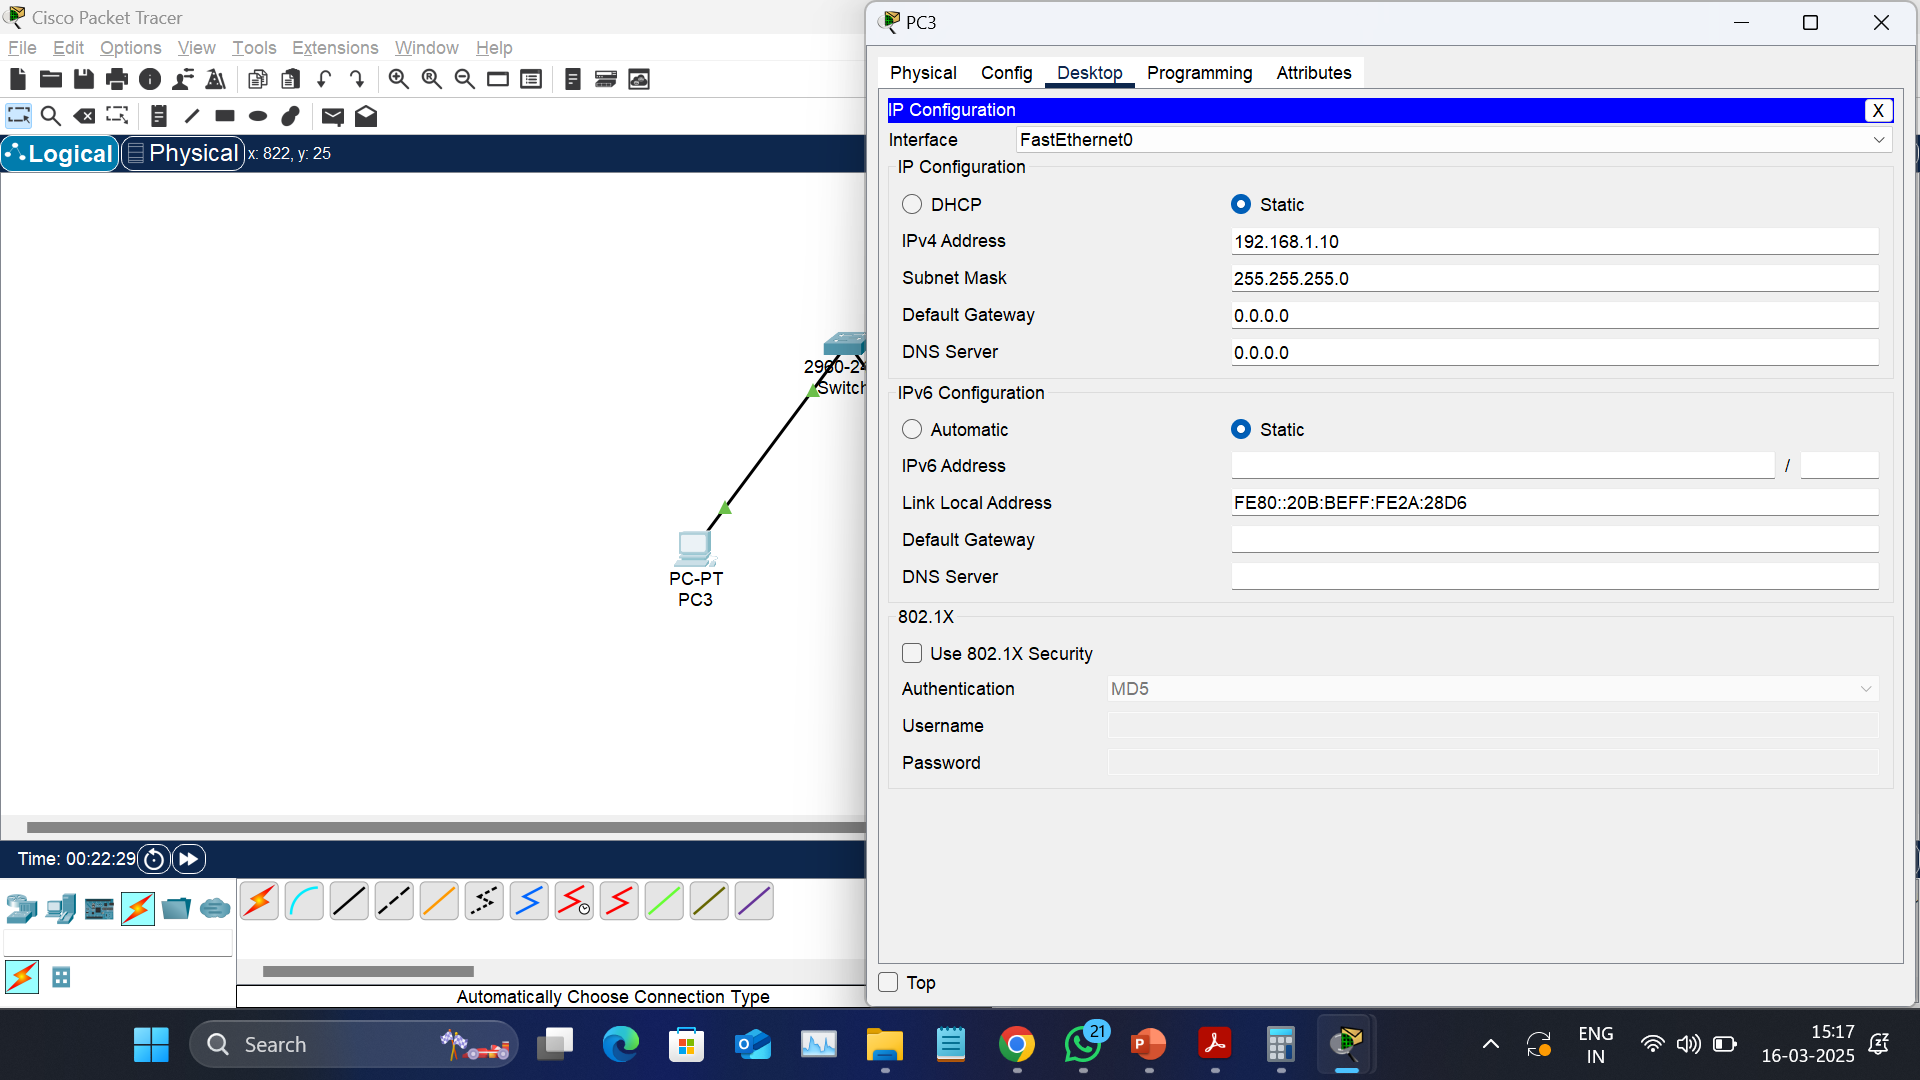 Cisco Packet Tracer
File Edit Options View Tools Extensions Window Help
Logical Physical x: 822, y: 25
2960-24
Switch
PC-PT
PC3
Time: 00:22:29
Automatically Choose Connection Type
PC3
Physical Config Desktop Programming Attributes
IP Configuration X
Interface FastEthernet0
IP Configuration
DHCP Static
IPv4 Address 192.168.1.10
Subnet Mask 255.255.255.0
Default Gateway 0.0.0.0
DNS Server 0.0.0.0
IPv6 Configuration
Automatic Static
IPv6 Address /
Link Local Address FE80::20B:BEFF:FE2A:28D6
Default Gateway
DNS Server
802.1X
Use 802.1X Security
Authentication MD5
Username
Password
Top
Search
21
ENG
IN
15:17
16-03-2025